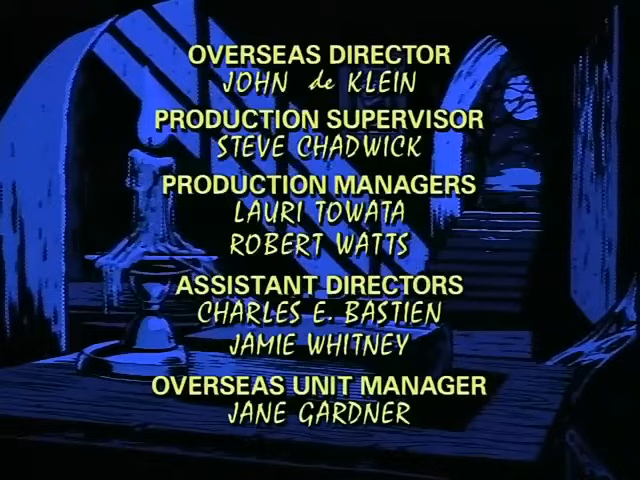 OVERSEAS DIRECTOR
JOHN de KLEIN
PRODUCTION SUPERVISOR
STEVE CHADWICK
PRODUCTION MANAGERS
LAURI TOWATA
ROBERT WATTS
ASSISTANT DIRECTORS
CHARLES E. BASTIEN
JAMIE WHITNEY
OVERSEAS UNIT MANAGER
JANE GARDNER